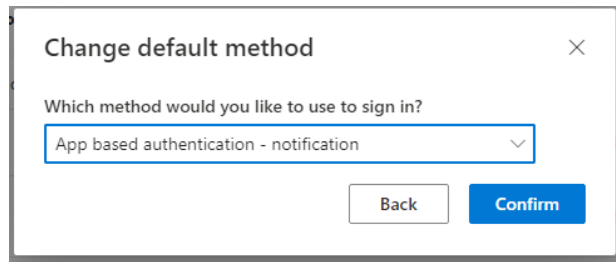 Change default method
Which method would you like to use to sign in?
App based authentication - notification
Back
Confirm